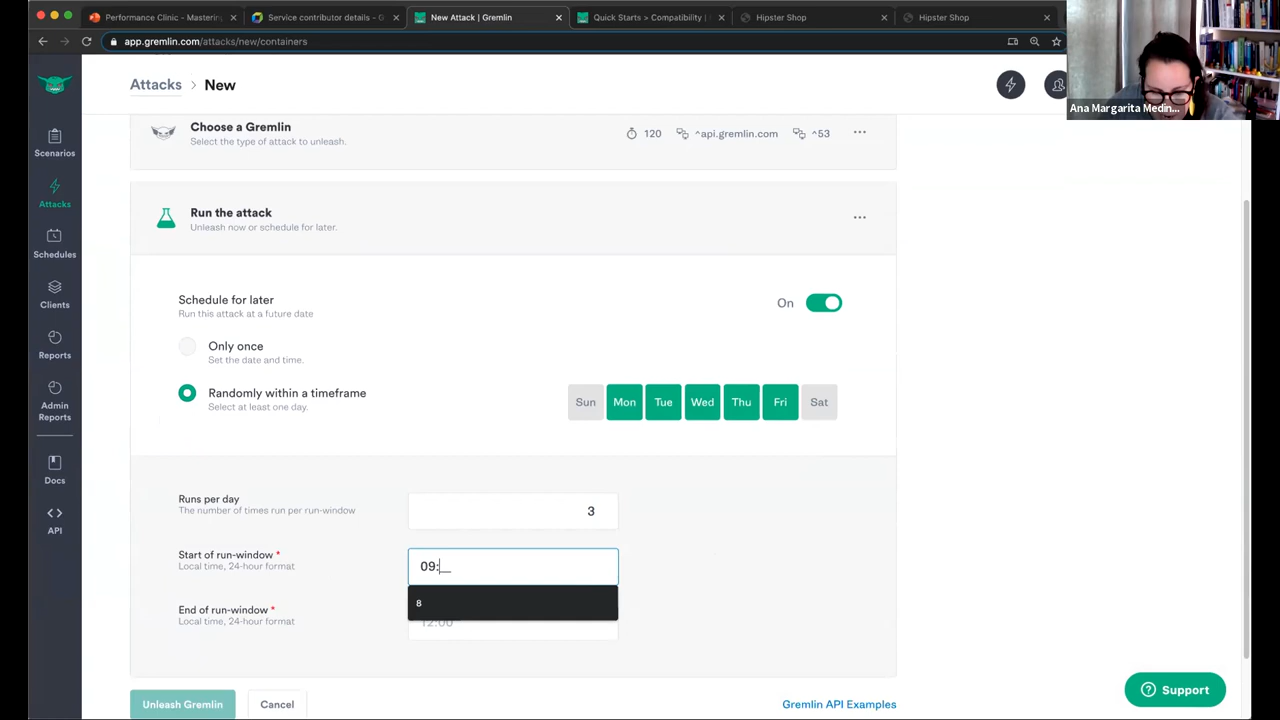 Performance Clinic - Masterin
Service contributor details - G
New Attack | Gremlin
Quick Starts > Compatibility |
Hipster Shop
Hipster Shop
app.gremlin.com/attacks/new/containers
Ana Margarita Medin...
Attacks > New
Scenarios
Attacks
Schedules
Clients
Reports
Admin
Reports
Docs
API
Choose a Gremlin
Select the type of attack to unleash.
120 ^api.gremlin.com ^53
Run the attack
Unleash now or schedule for later.
Schedule for later
Run this attack at a future date
On
Only once
Set the date and time.
Randomly within a timeframe
Select at least one day.
Sun Mon Tue Wed Thu Fri Sat
Runs per day
The number of times run per run-window
3
Start of run-window *
Local time, 24-hour format
09:__
8
End of run-window *
Local time, 24-hour format
12:00
Unleash Gremlin
Cancel
Gremlin API Examples
Support